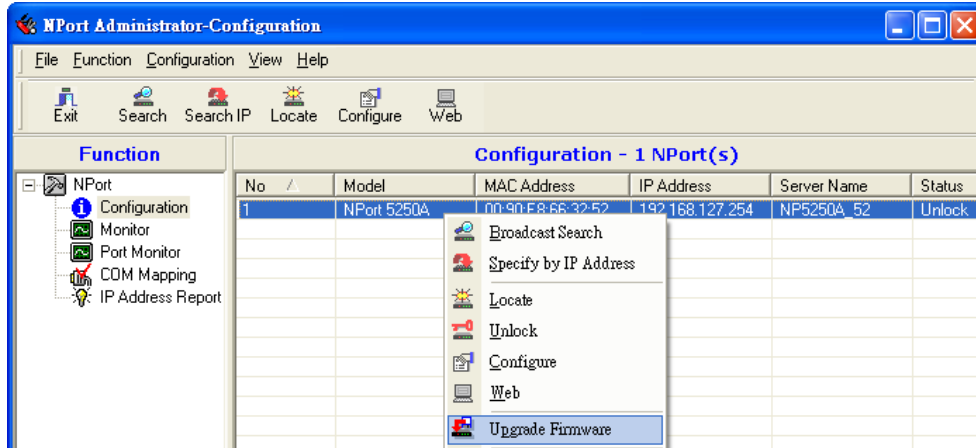 NPort Administrator-Configuration
File Function Configuration View Help
Exit Search Search IP Locate Configure Web
Function
Configuration - 1 NPort(s)
NPort
Configuration
Monitor
Port Monitor
COM Mapping
IP Address Report
No Model MAC Address IP Address Server Name Status
1 NPort 5250A 00:90:E8:66:32:52 192.168.127.254 NP5250A_52 Unlock
Broadcast Search
Specify by IP Address
Locate
Unlock
Configure
Web
Upgrade Firmware